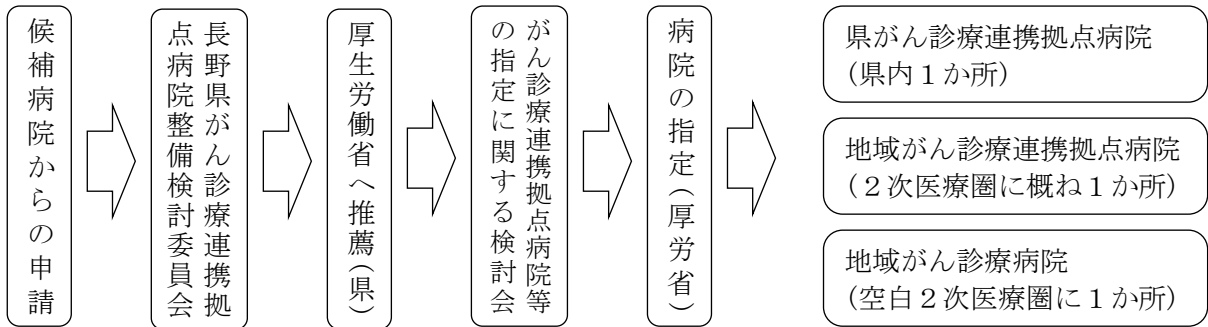 候補病院からの申請
長野県がん診療連携拠
点病院整備検討委員会
厚生労働省へ推薦（県）
がん診療連携拠点病院等
の指定に関する検討会
病院の指定（厚労省）
県がん診療連携拠点病院
（県内１か所）
地域がん診療連携拠点病院
（２次医療圏に概ね１か所）
地域がん診療病院
（空白２次医療圏に１か所）